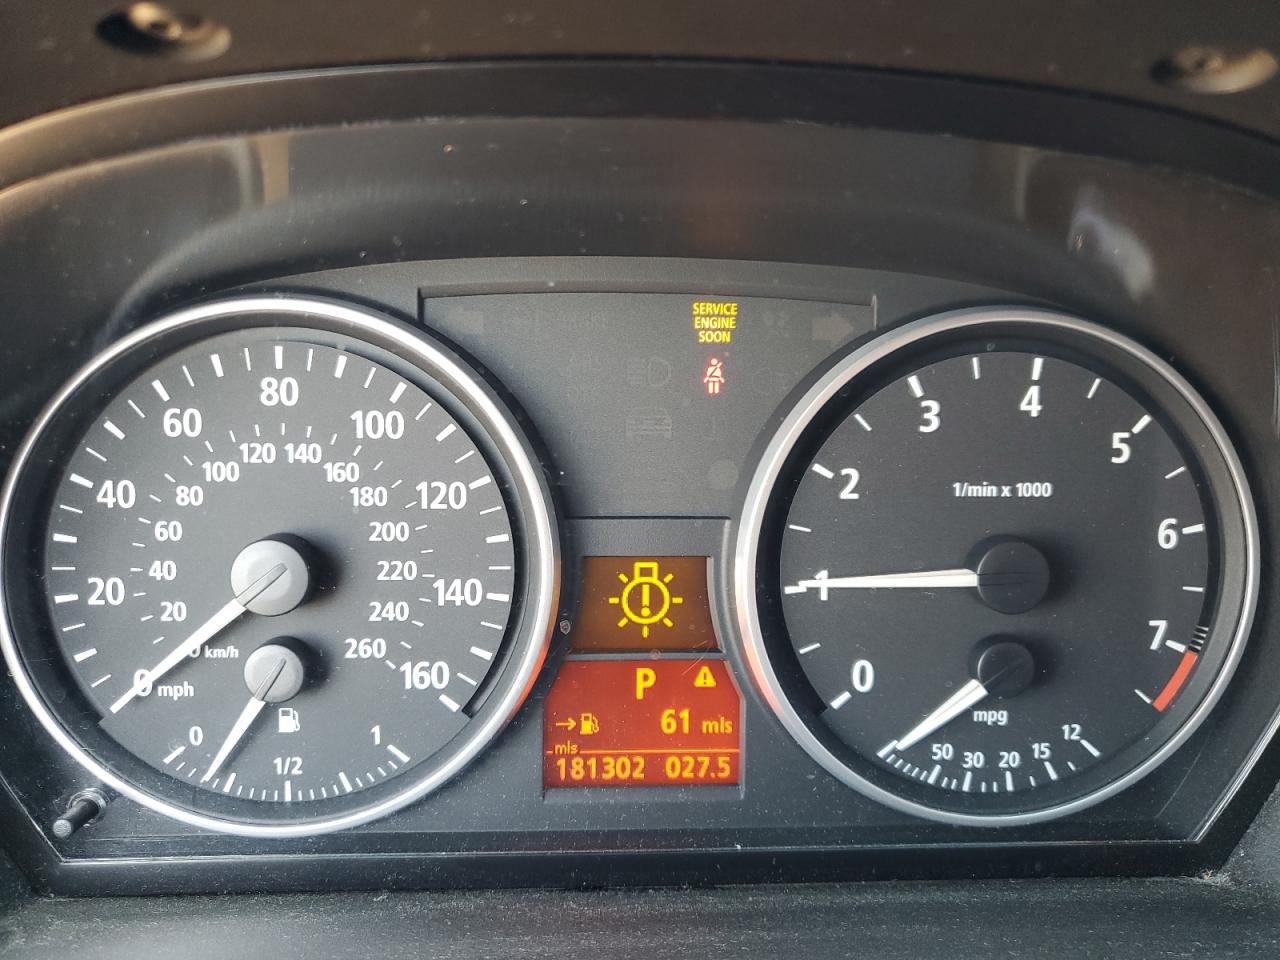 SERVICE
ENGINE
SOON
0 20 40 60 80 100 120 140 160
mph
20 40 60 80 100 120 140 160 180 200 220 240 260
km/h
0 1/2 1
P
61 mls
mls
181302 027.5
0 1 2 3 4 5 6 7
1/min x 1000
mpg
50 30 20 15 12